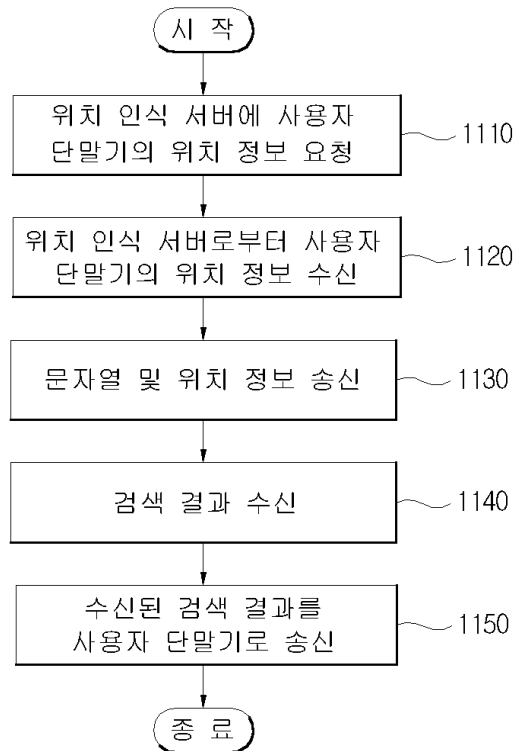 시 작
위치 인식 서버에 사용자
단말기의 위치 정보 요청
1110
위치 인식 서버로부터 사용자
단말기의 위치 정보 수신
1120
문자열 및 위치 정보 송신
1130
검색 결과 수신
1140
수신된 검색 결과를
사용자 단말기로 송신
1150
종 료